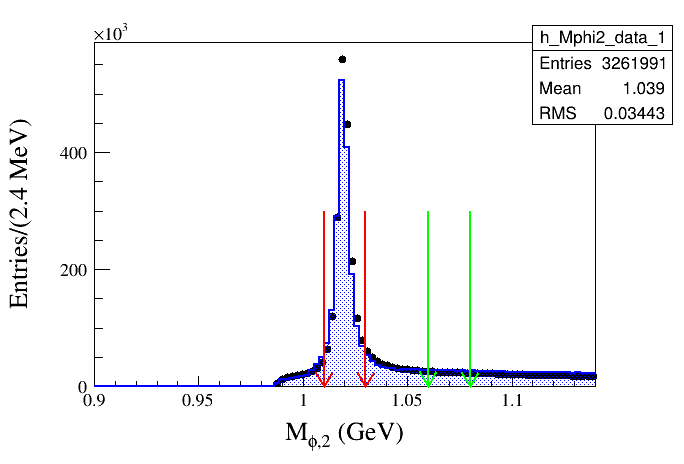 ×10³
h_Mphi2_data_1
Entries 3261991
Mean 1.039
RMS 0.03443
Entries/(2.4 MeV)
400
200
0
0.9 0.95 1 1.05 1.1
Mϕ,2 (GeV)